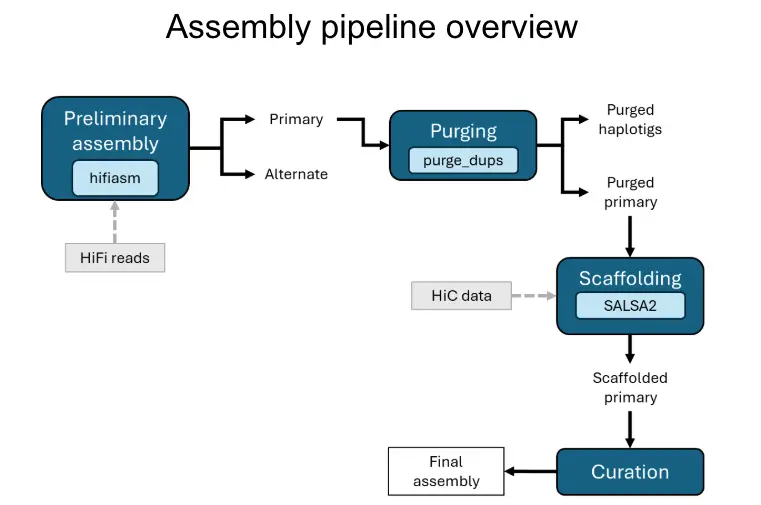 Assembly pipeline overview
Preliminary
assembly
hifiasm
HiFi reads
Primary
Alternate
Purging
purge_dups
Purged
haplotigs
Purged
primary
Scaffolding
SALSA2
HiC data
Scaffolded
primary
Curation
Final
assembly